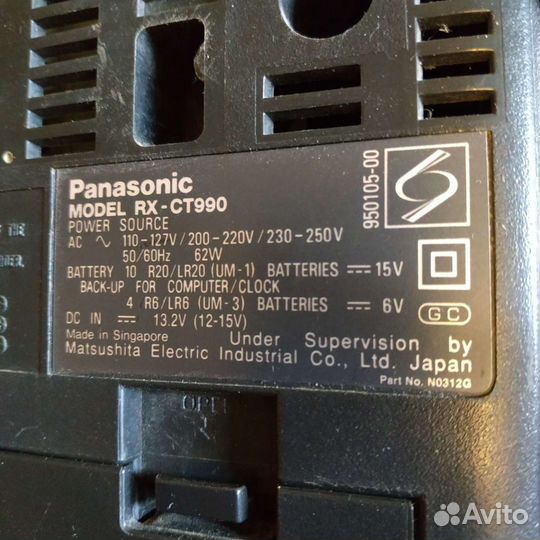 Panasonic
MODEL RX-CT990
POWER SOURCE
AC ∿ 110-127V/200-220V/230-250V
50/60Hz 62W
BATTERY 10 R20/LR20 (UM-1) BATTERIES ⎓ 15V
BACK-UP FOR COMPUTER/CLOCK
4 R6/LR6 (UM-3) BATTERIES ⎓ 6V
DC IN ⎓ 13.2V (12-15V)
Made in Singapore Under Supervision by
Matsushita Electric Industrial Co., Ltd. Japan
Part No. N0312G
950105-00
GC
OF THE
Avito